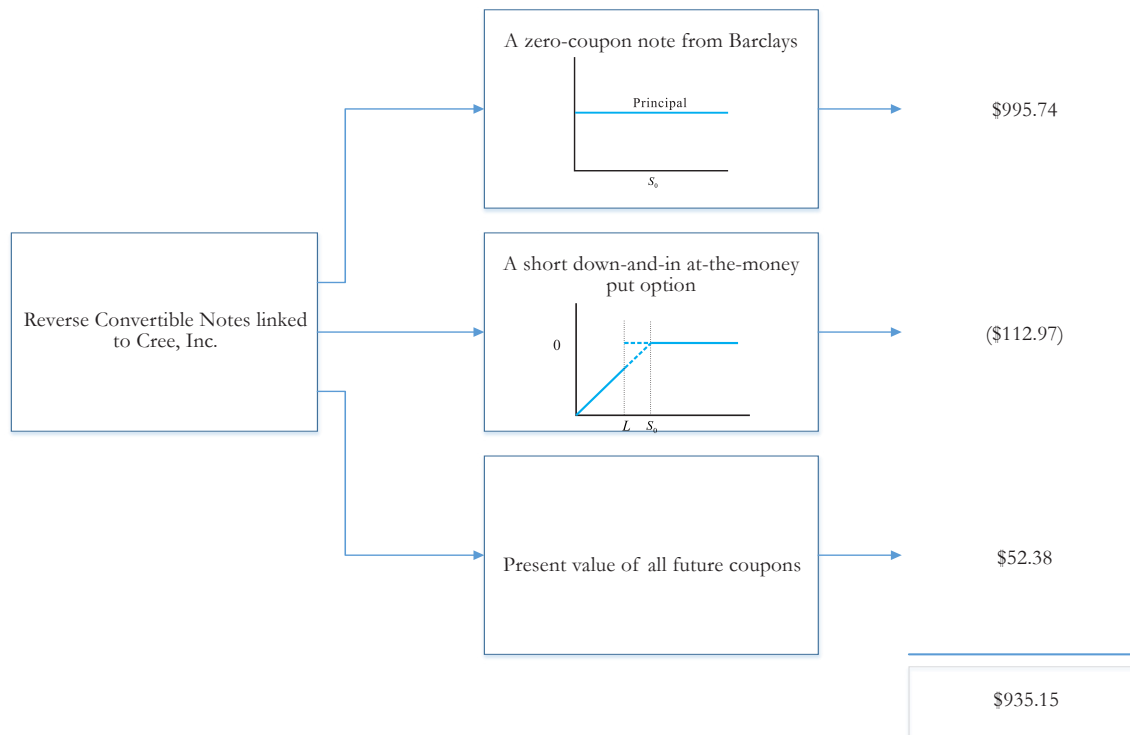 A zero-coupon note from Barclays
Principal
S₀
$995.74
Reverse Convertible Notes linked
to Cree, Inc.
A short down-and-in at-the-money
put option
0
L S₀
($112.97)
Present value of all future coupons
$52.38
$935.15